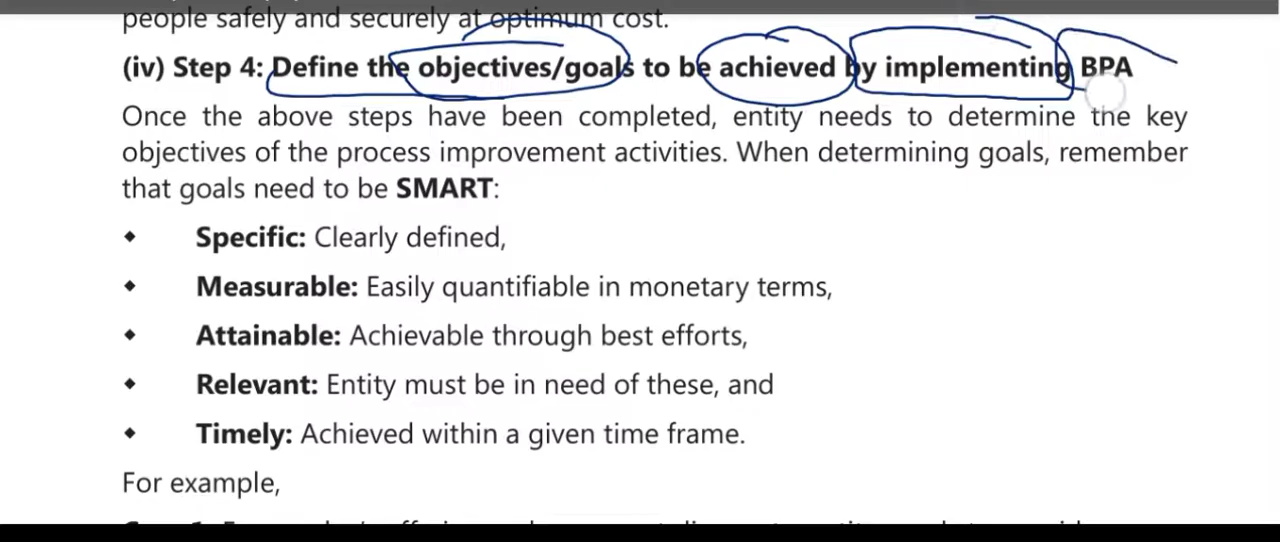 people safely and securely at optimum cost.
(iv) Step 4: Define the objectives/goals to be achieved by implementing BPA
Once the above steps have been completed, entity needs to determine the key
objectives of the process improvement activities. When determining goals, remember
that goals need to be SMART:
◆ Specific: Clearly defined,
◆ Measurable: Easily quantifiable in monetary terms,
◆ Attainable: Achievable through best efforts,
◆ Relevant: Entity must be in need of these, and
◆ Timely: Achieved within a given time frame.
For example,